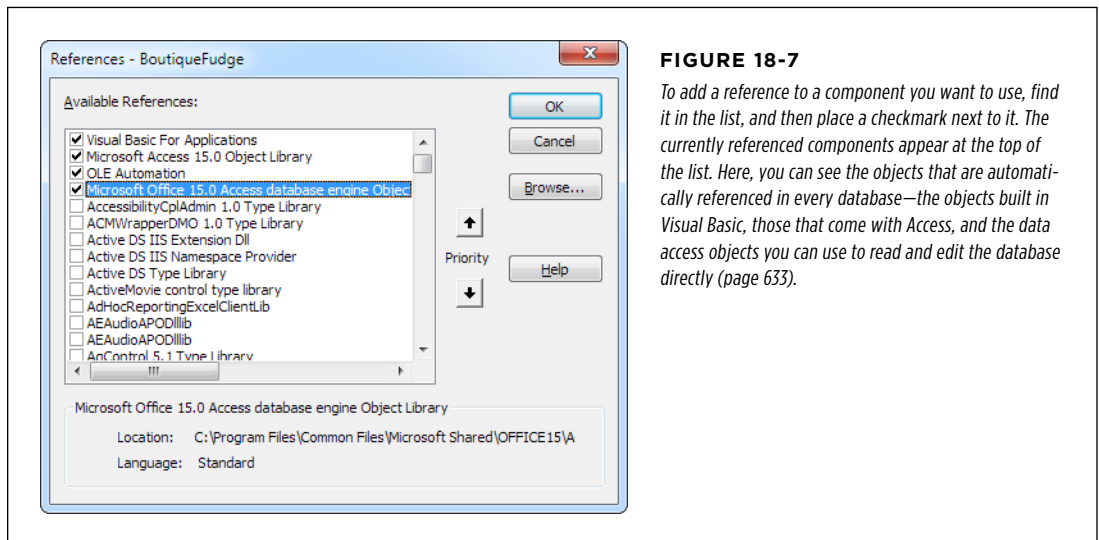 References - BoutiqueFudge
Available References:
Visual Basic For Applications
Microsoft Access 15.0 Object Library
OLE Automation
Microsoft Office 15.0 Access database engine Objec
AccessibilityCplAdmin 1.0 Type Library
ACMWrapperDMO 1.0 Type Library
Active DS IIS Extension Dll
Active DS IIS Namespace Provider
Active DS Type Library
ActiveMovie control type library
AdHocReportingExcelClientLib
AEAudioAPODlllib
AEAudioAPODlllib
AgControl 5.1 Type Library
OK
Cancel
Browse...
Priority
Help
Microsoft Office 15.0 Access database engine Object Library
Location: C:\Program Files\Common Files\Microsoft Shared\OFFICE15\A
Language: Standard
FIGURE 18-7
To add a reference to a component you want to use, find
it in the list, and then place a checkmark next to it. The
currently referenced components appear at the top of
the list. Here, you can see the objects that are automati-
cally referenced in every database—the objects built in
Visual Basic, those that come with Access, and the data
access objects you can use to read and edit the database
directly (page 633).